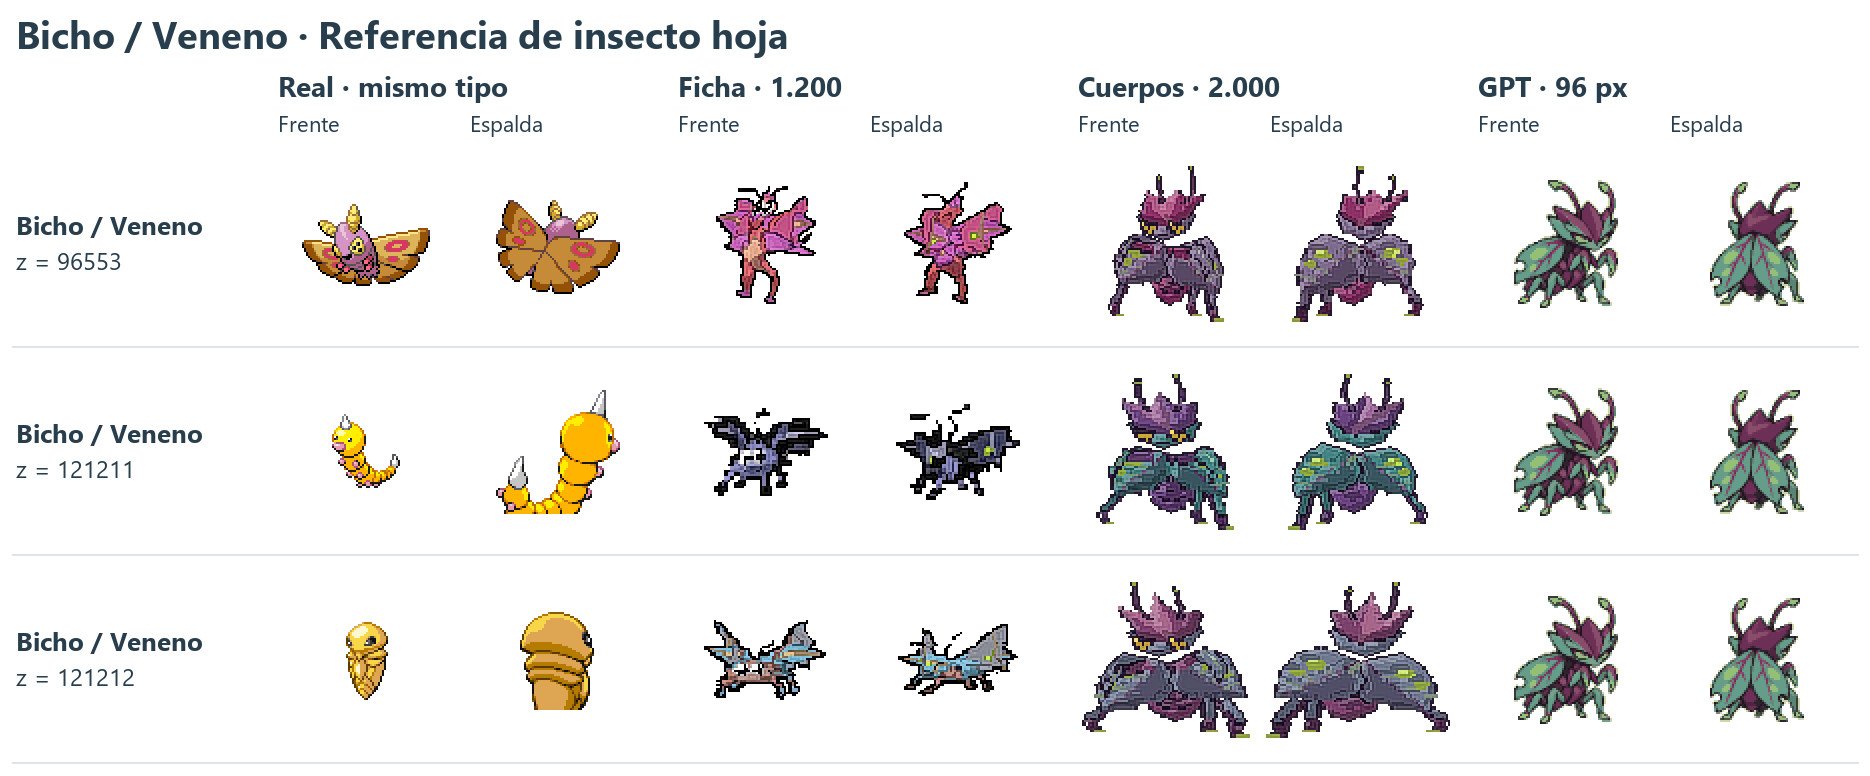 Bicho / Veneno · Referencia de insecto hoja
Real · mismo tipo
Ficha · 1.200
Cuerpos · 2.000
GPT · 96 px
Frente
Espalda
Frente
Espalda
Frente
Espalda
Frente
Espalda
Bicho / Veneno
z = 96553
Bicho / Veneno
z = 121211
Bicho / Veneno
z = 121212